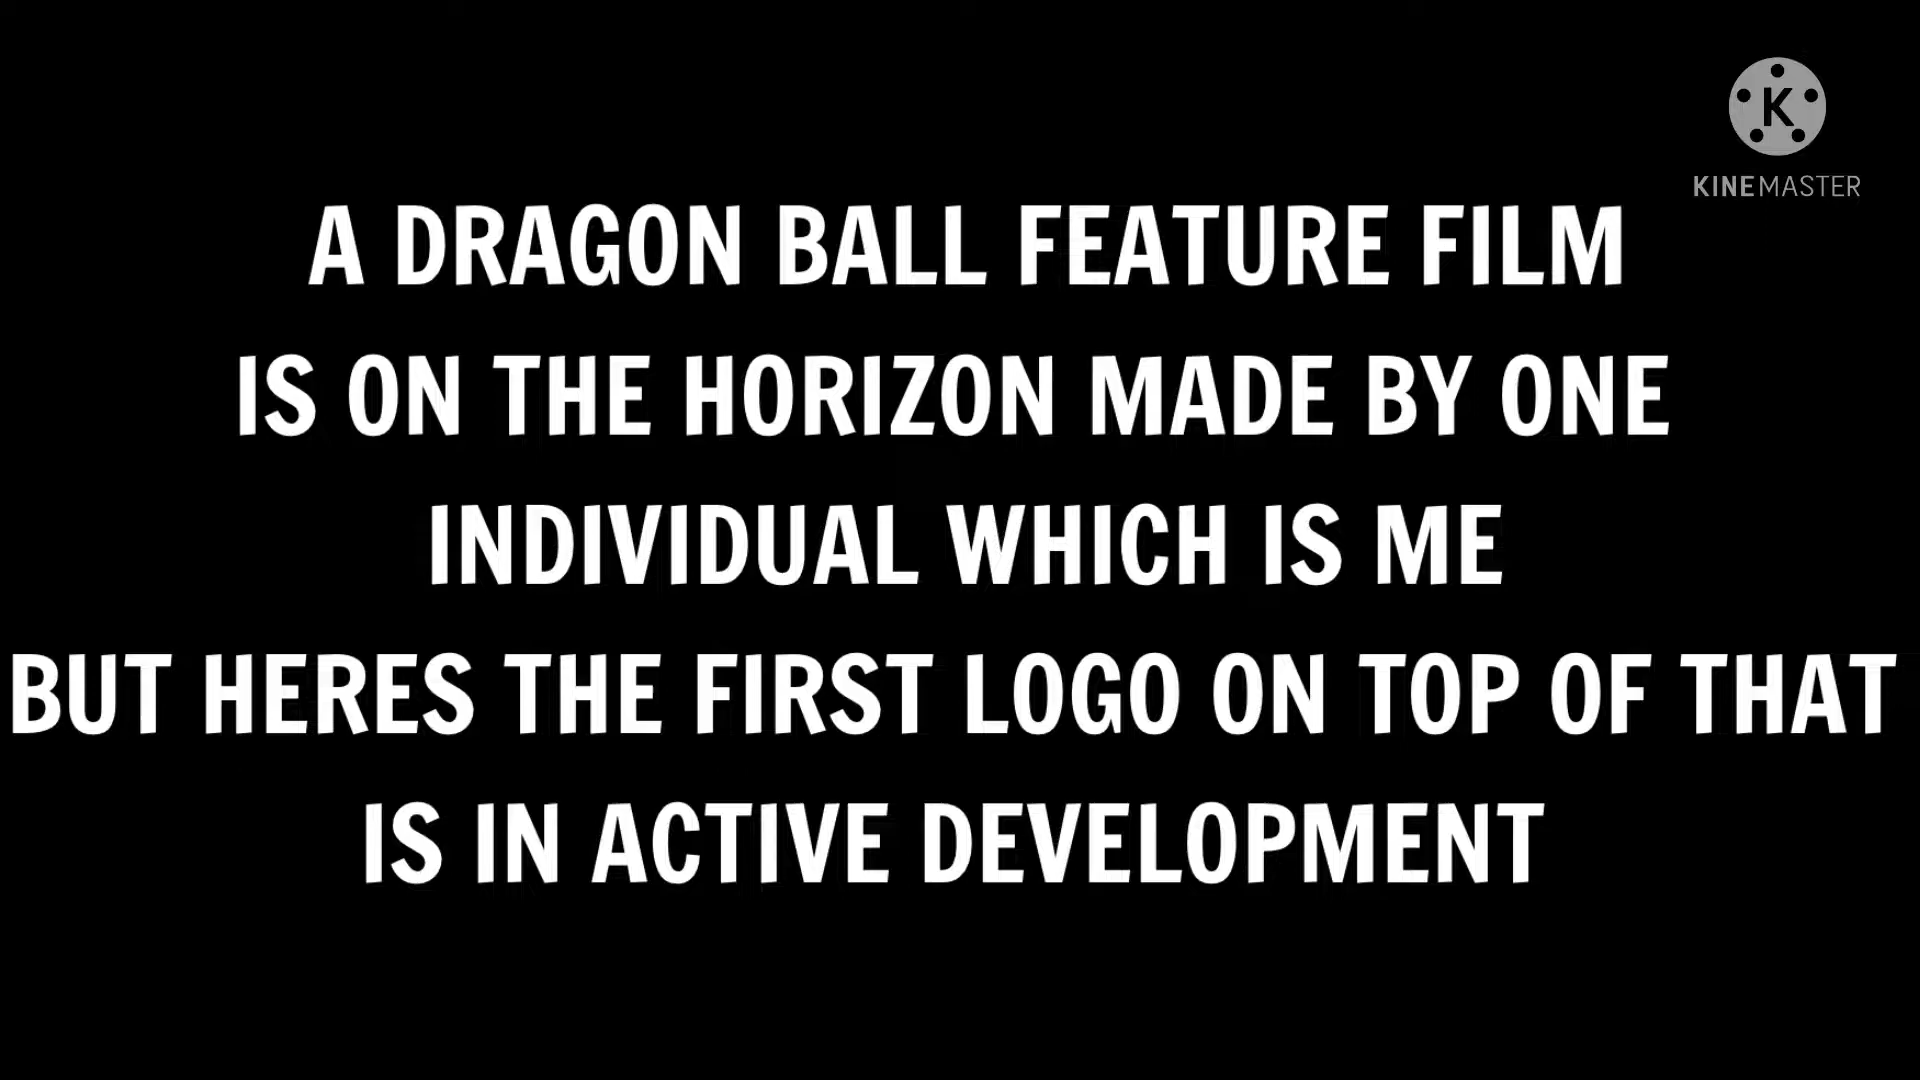 K
KINEMASTER
A DRAGON BALL FEATURE FILM
IS ON THE HORIZON MADE BY ONE
INDIVIDUAL WHICH IS ME
BUT HERES THE FIRST LOGO ON TOP OF THAT
IS IN ACTIVE DEVELOPMENT